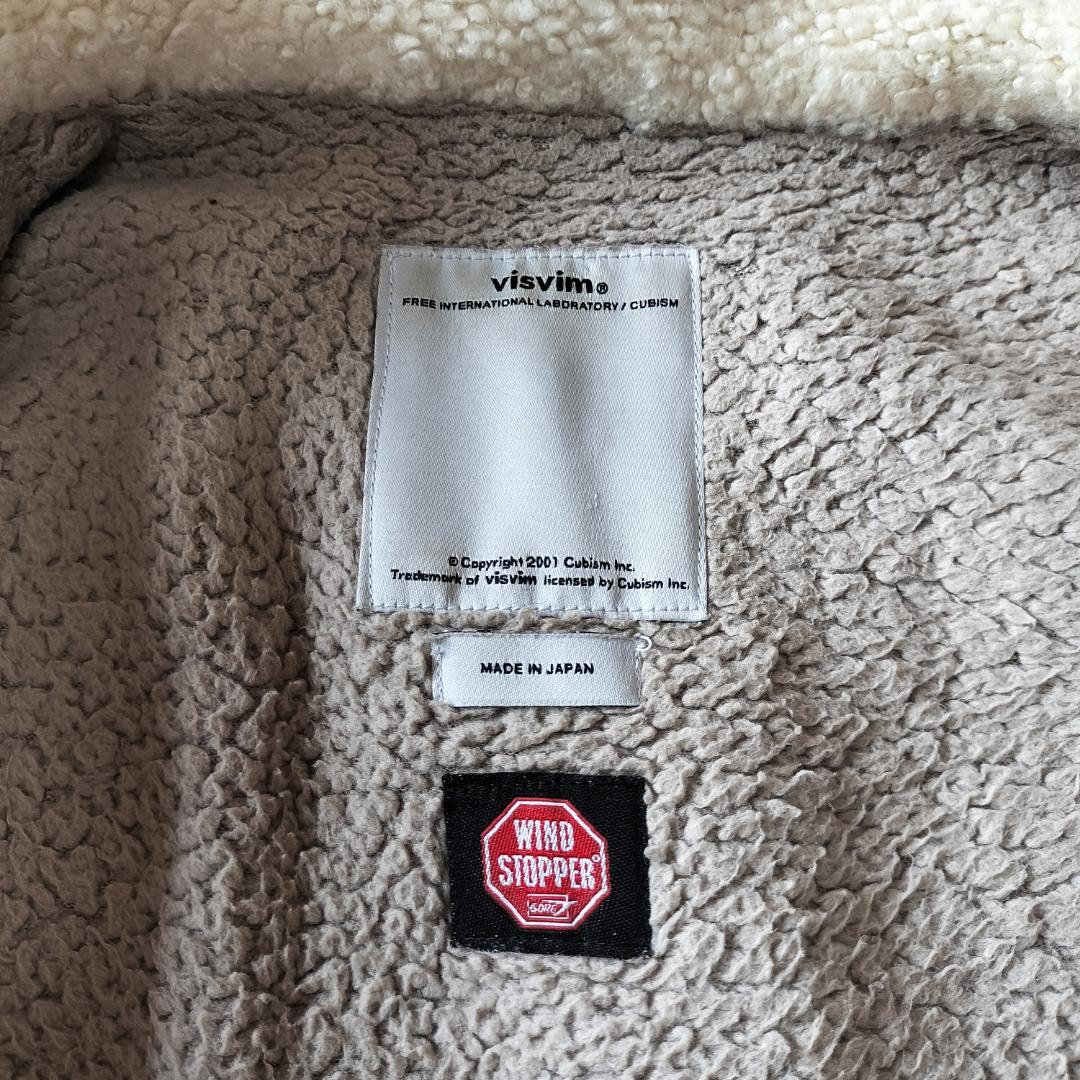 visvim®
FREE INTERNATIONAL LABORATORY / CUBISM
© Copyright 2001 Cubism Inc.
Trademark of visvim licensed by Cubism Inc.
MADE IN JAPAN
WIND
STOPPER®
GORE